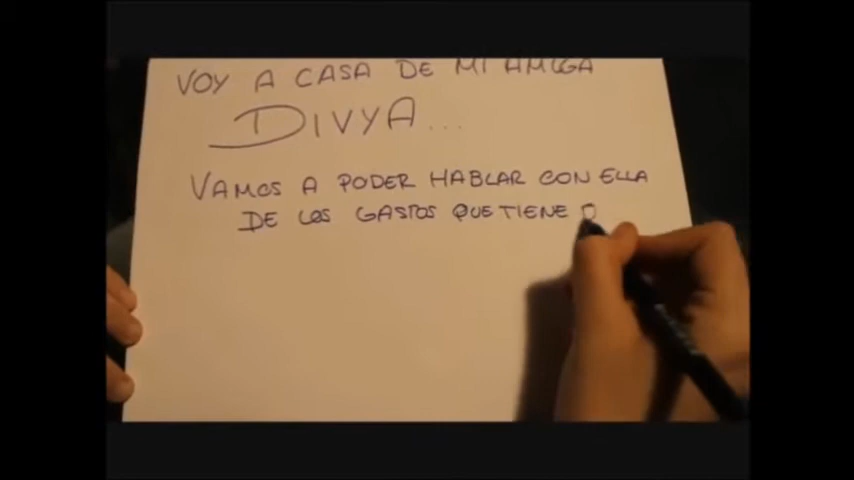 VOY A CASA DE MI AMIGA
DIVYA...
VAMOS A PODER HABLAR CON ELLA
DE LOS GASTOS QUE TIENE